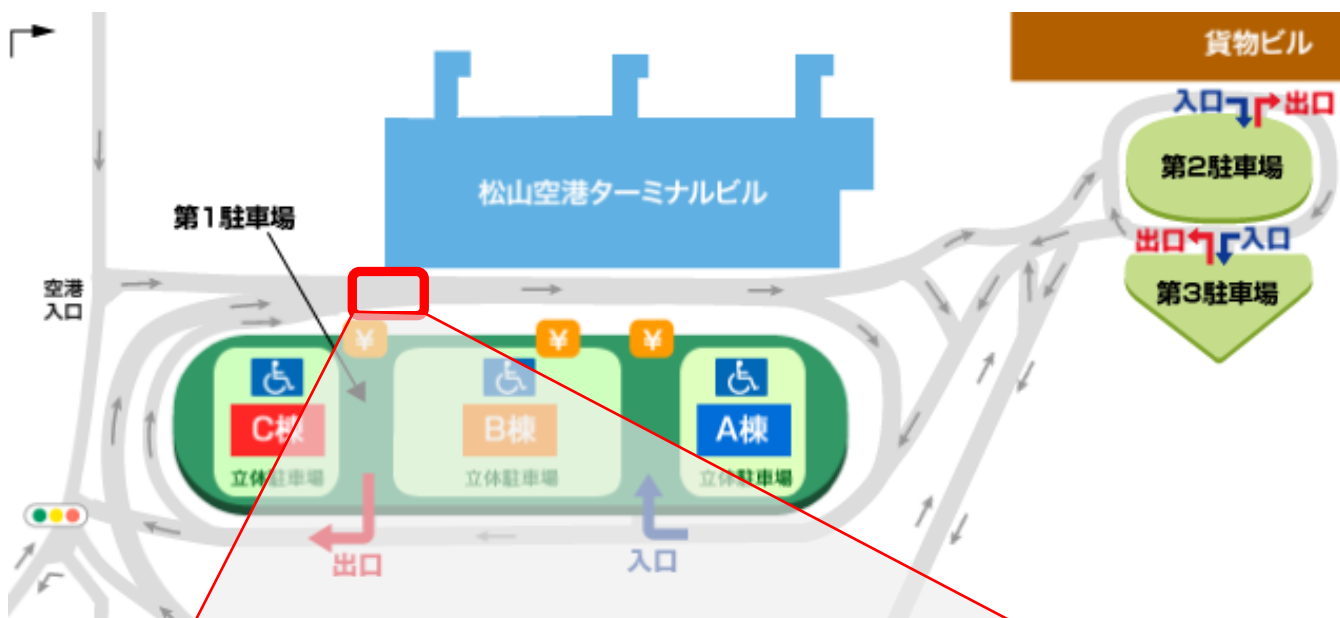 貨物ビル
入口
出口
第2駐車場
松山空港ターミナルビル
第1駐車場
出口
入口
第3駐車場
空港
入口
¥
¥
¥
C棟
立体駐車場
B棟
立体駐車場
A棟
立体駐車場
出口
入口